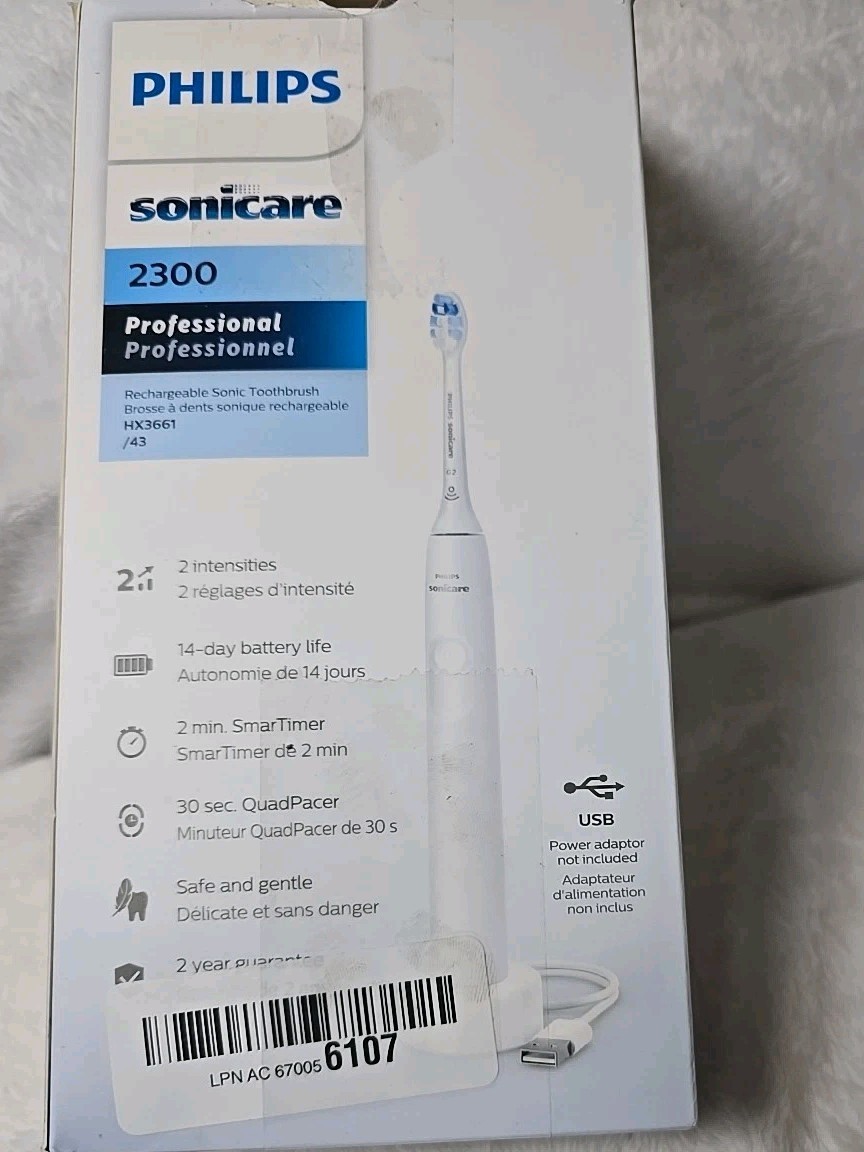 PHILIPS
sonicare
2300
Professional
Professionnel
Rechargeable Sonic Toothbrush
Brosse à dents sonique rechargeable
HX3661
/43
PHILIPS sonicare
PHILIPS
sonicare
2 intensities
2 réglages d'intensité
14-day battery life
Autonomie de 14 jours
2 min. SmarTimer
SmarTimer de 2 min
30 sec. QuadPacer
Minuteur QuadPacer de 30 s
Safe and gentle
Délicate et sans danger
2 year guarantee
USB
Power adaptor
not included
Adaptateur
d'alimentation
non inclus
LPN AC 67005 6107